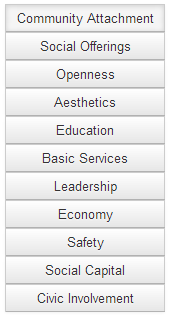 Community Attachment
Social Offerings
Openness
Aesthetics
Education
Basic Services
Leadership
Economy
Safety
Social Capital
Civic Involvement